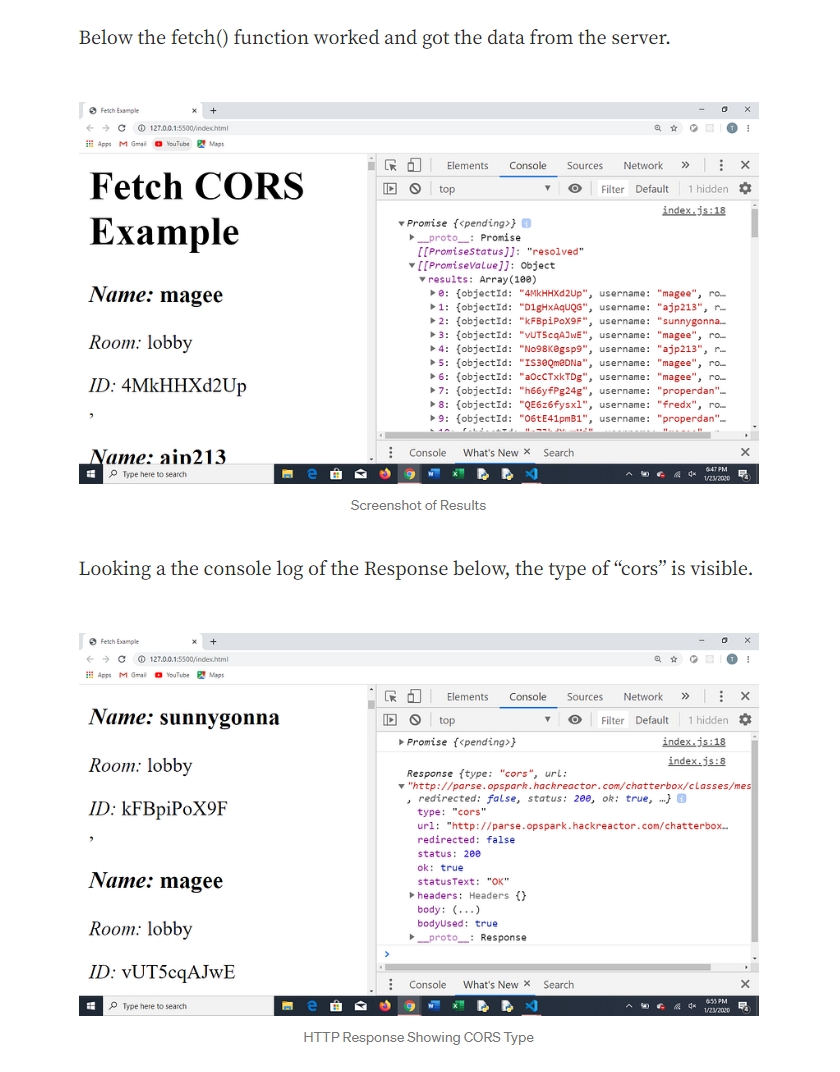 Below the fetch() function worked and got the data from the server.
Fetch Example
127.0.0.1:5500/index.html
Apps Gmail YouTube Maps
Fetch CORS
Example
Name: magee
Room: lobby
ID: 4MkHHXd2Up
,
Name: ajp213
Elements Console Sources Network »
top Filter Default 1 hidden
index.js:18
Promise {<pending>}
__proto__: Promise
[[PromiseStatus]]: "resolved"
[[PromiseValue]]: Object
results: Array(100)
0: {objectId: "4MkHHXd2Up", username: "magee", ro…
1: {objectId: "D1gHxAqUQG", username: "ajp213", r…
2: {objectId: "kFBpiPoX9F", username: "sunnygonna…
3: {objectId: "vUT5cqAJwE", username: "magee", ro…
4: {objectId: "No98K0gsp9", username: "ajp213", r…
5: {objectId: "IS30Qm0DNa", username: "magee", ro…
6: {objectId: "aOcCTxkTDg", username: "magee", ro…
7: {objectId: "h66yfPg24g", username: "properdan"…
8: {objectId: "QE6z6fysxl", username: "fredx", ro…
9: {objectId: "O6tE41pmB1", username: "properdan"…
Console What's New × Search
Type here to search
6:47 PM
1/23/2020
Screenshot of Results
Looking a the console log of the Response below, the type of “cors” is visible.
Fetch Example
127.0.0.1:5500/index.html
Apps Gmail YouTube Maps
Name: sunnygonna
Room: lobby
ID: kFBpiPoX9F
,
Name: magee
Room: lobby
ID: vUT5cqAJwE
Elements Console Sources Network »
top Filter Default 1 hidden
Promise {<pending>} index.js:18
index.js:8
Response {type: "cors", url:
"http://parse.opspark.hackreactor.com/chatterbox/classes/mes
, redirected: false, status: 200, ok: true, …}
type: "cors"
url: "http://parse.opspark.hackreactor.com/chatterbox…
redirected: false
status: 200
ok: true
statusText: "OK"
headers: Headers {}
body: (...)
bodyUsed: true
__proto__: Response
>
Console What's New × Search
Type here to search
6:55 PM
1/23/2020
HTTP Response Showing CORS Type